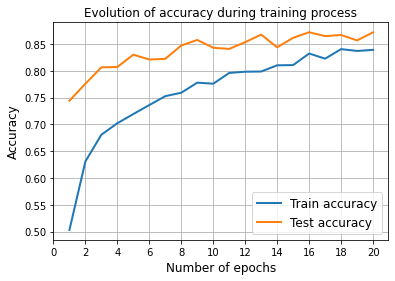 Evolution of accuracy during training process
Accuracy
0.85
0.80
0.75
0.70
0.65
0.60
0.55
0.50
Train accuracy
Test accuracy
0 2 4 6 8 10 12 14 16 18 20
Number of epochs